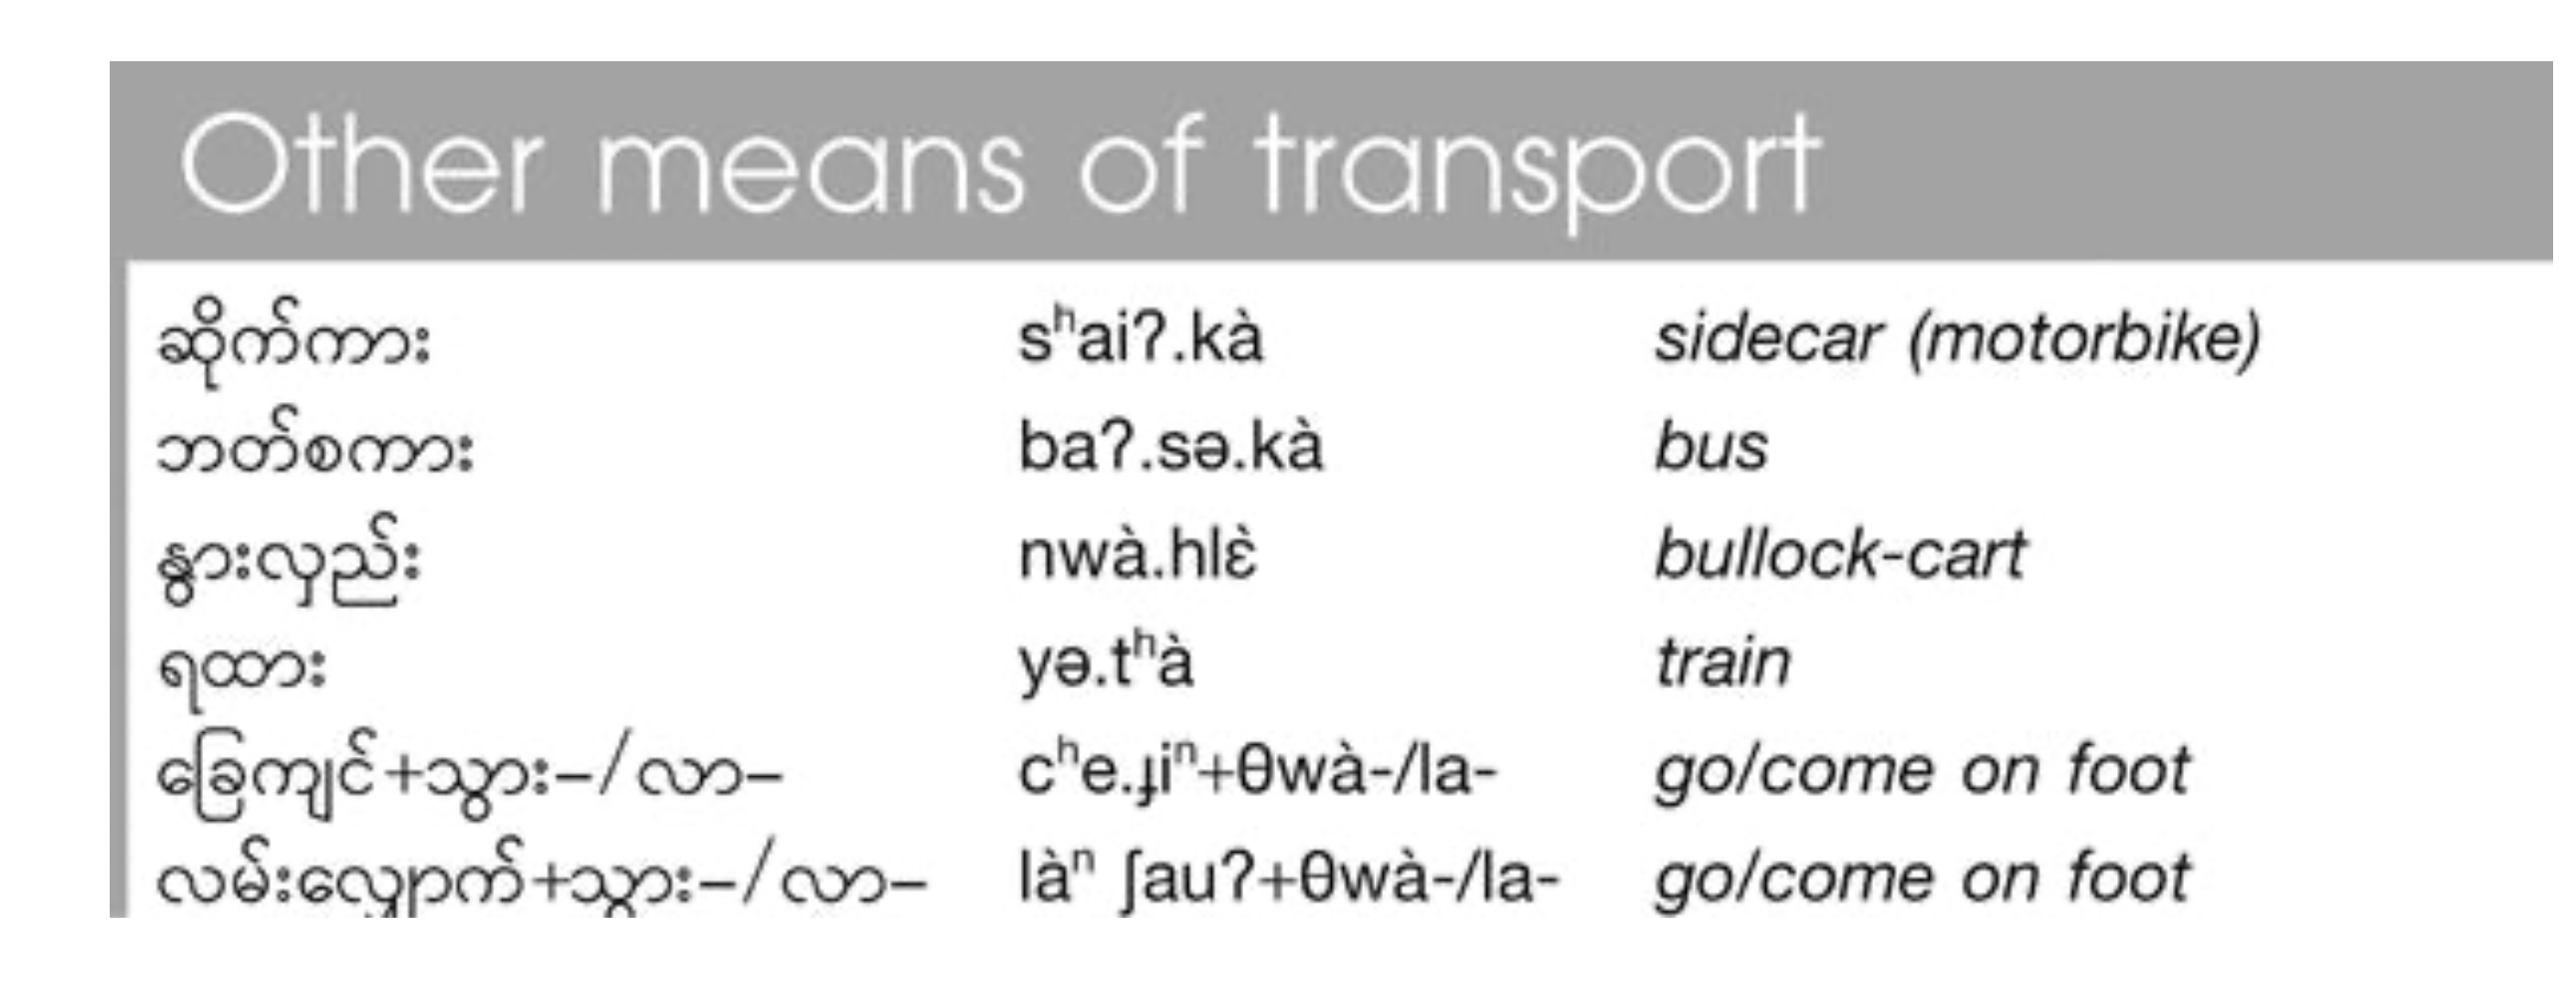 Other means of transport
ဆိုက်ကား sʰaiʔ.kà sidecar (motorbike)
ဘတ်စကား baʔ.sə.kà bus
နွားလှည်း nwà.hlɛ̀ bullock-cart
ရထား yə.tʰà train
ခြေကျင်+သွား–/လာ– cʰe.ɟiⁿ+θwà-/la- go/come on foot
လမ်းလျှောက်+သွား–/လာ– làⁿ ʃauʔ+θwà-/la- go/come on foot